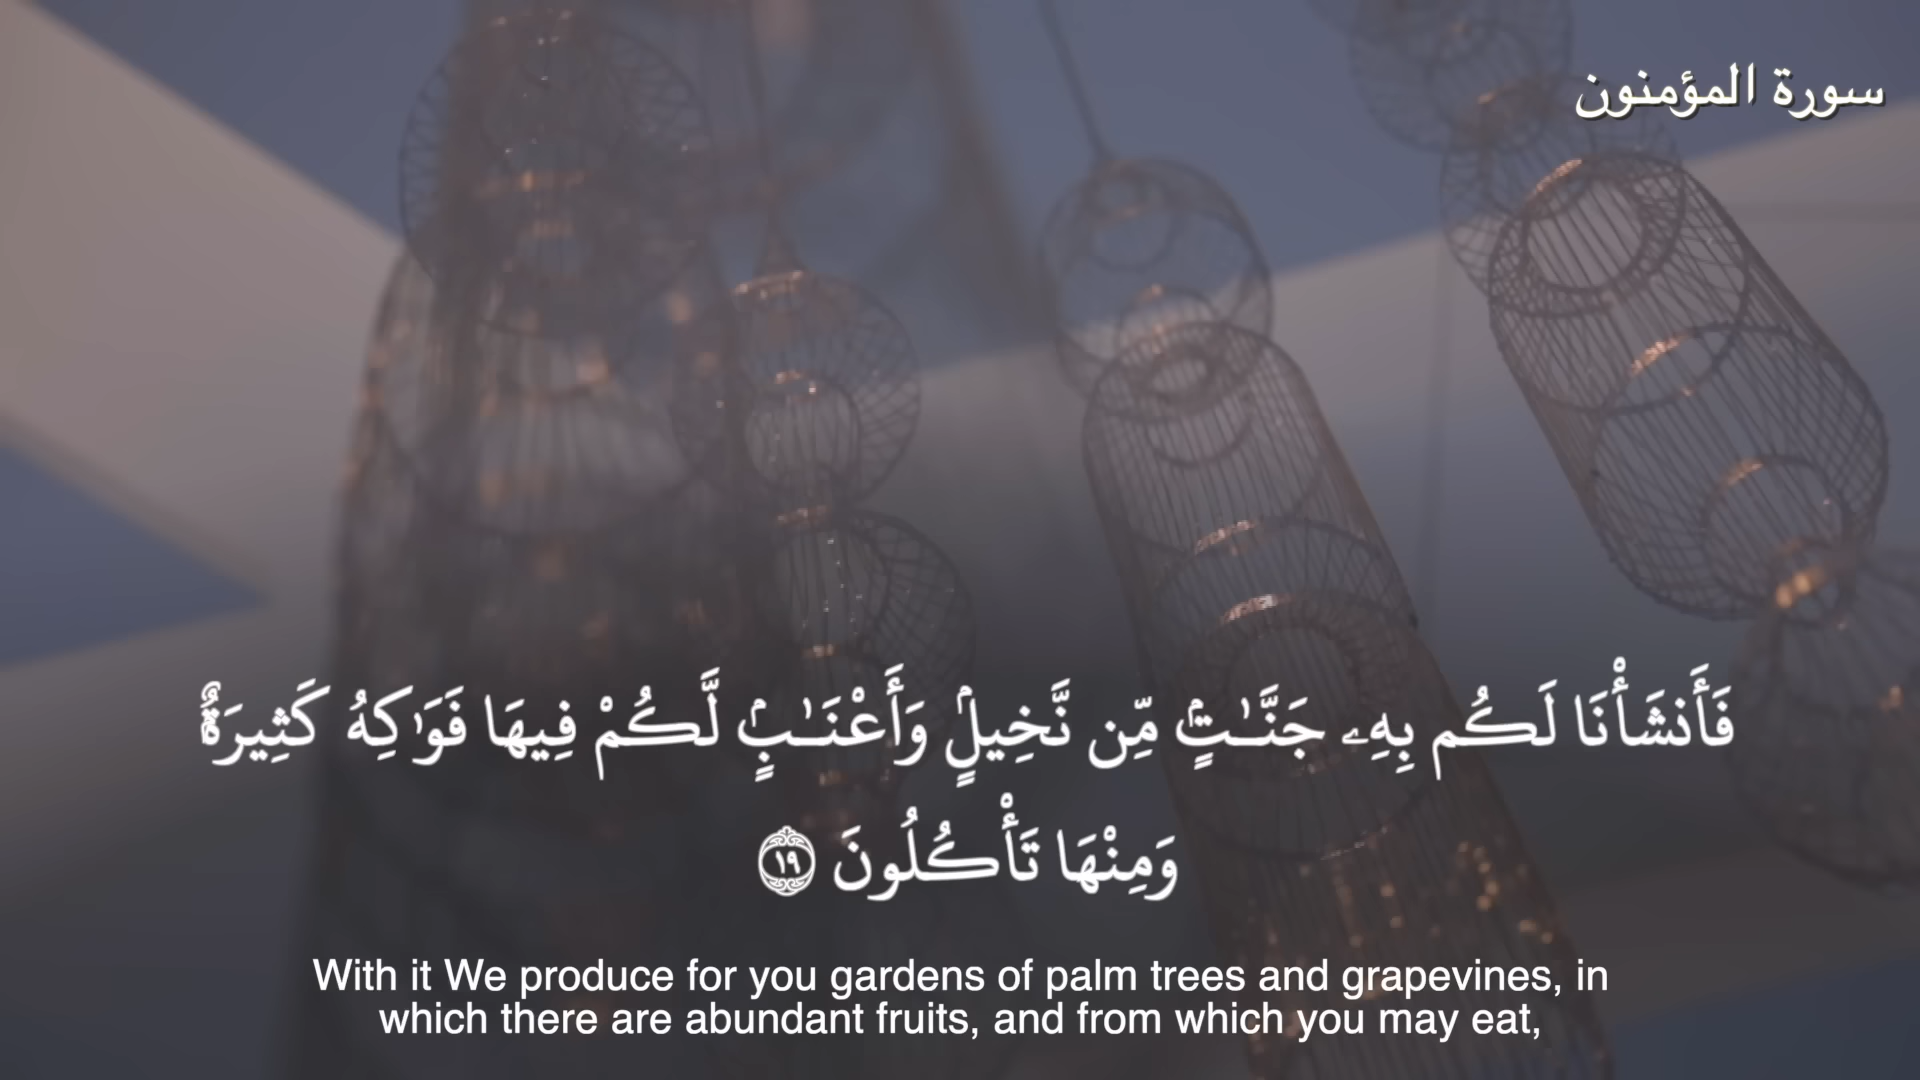 سورة المؤمنون
فَأَنشَأْنَا لَكُم بِهِۦ جَنَّـٰتٍۢ مِّن نَّخِيلٍۢ وَأَعْنَـٰبٍۢ لَّكُمْ فِيهَا فَوَٰكِهُ كَثِيرَةٌۭ
وَمِنْهَا تَأْكُلُونَ ١٩
With it We produce for you gardens of palm trees and grapevines, in
which there are abundant fruits, and from which you may eat,